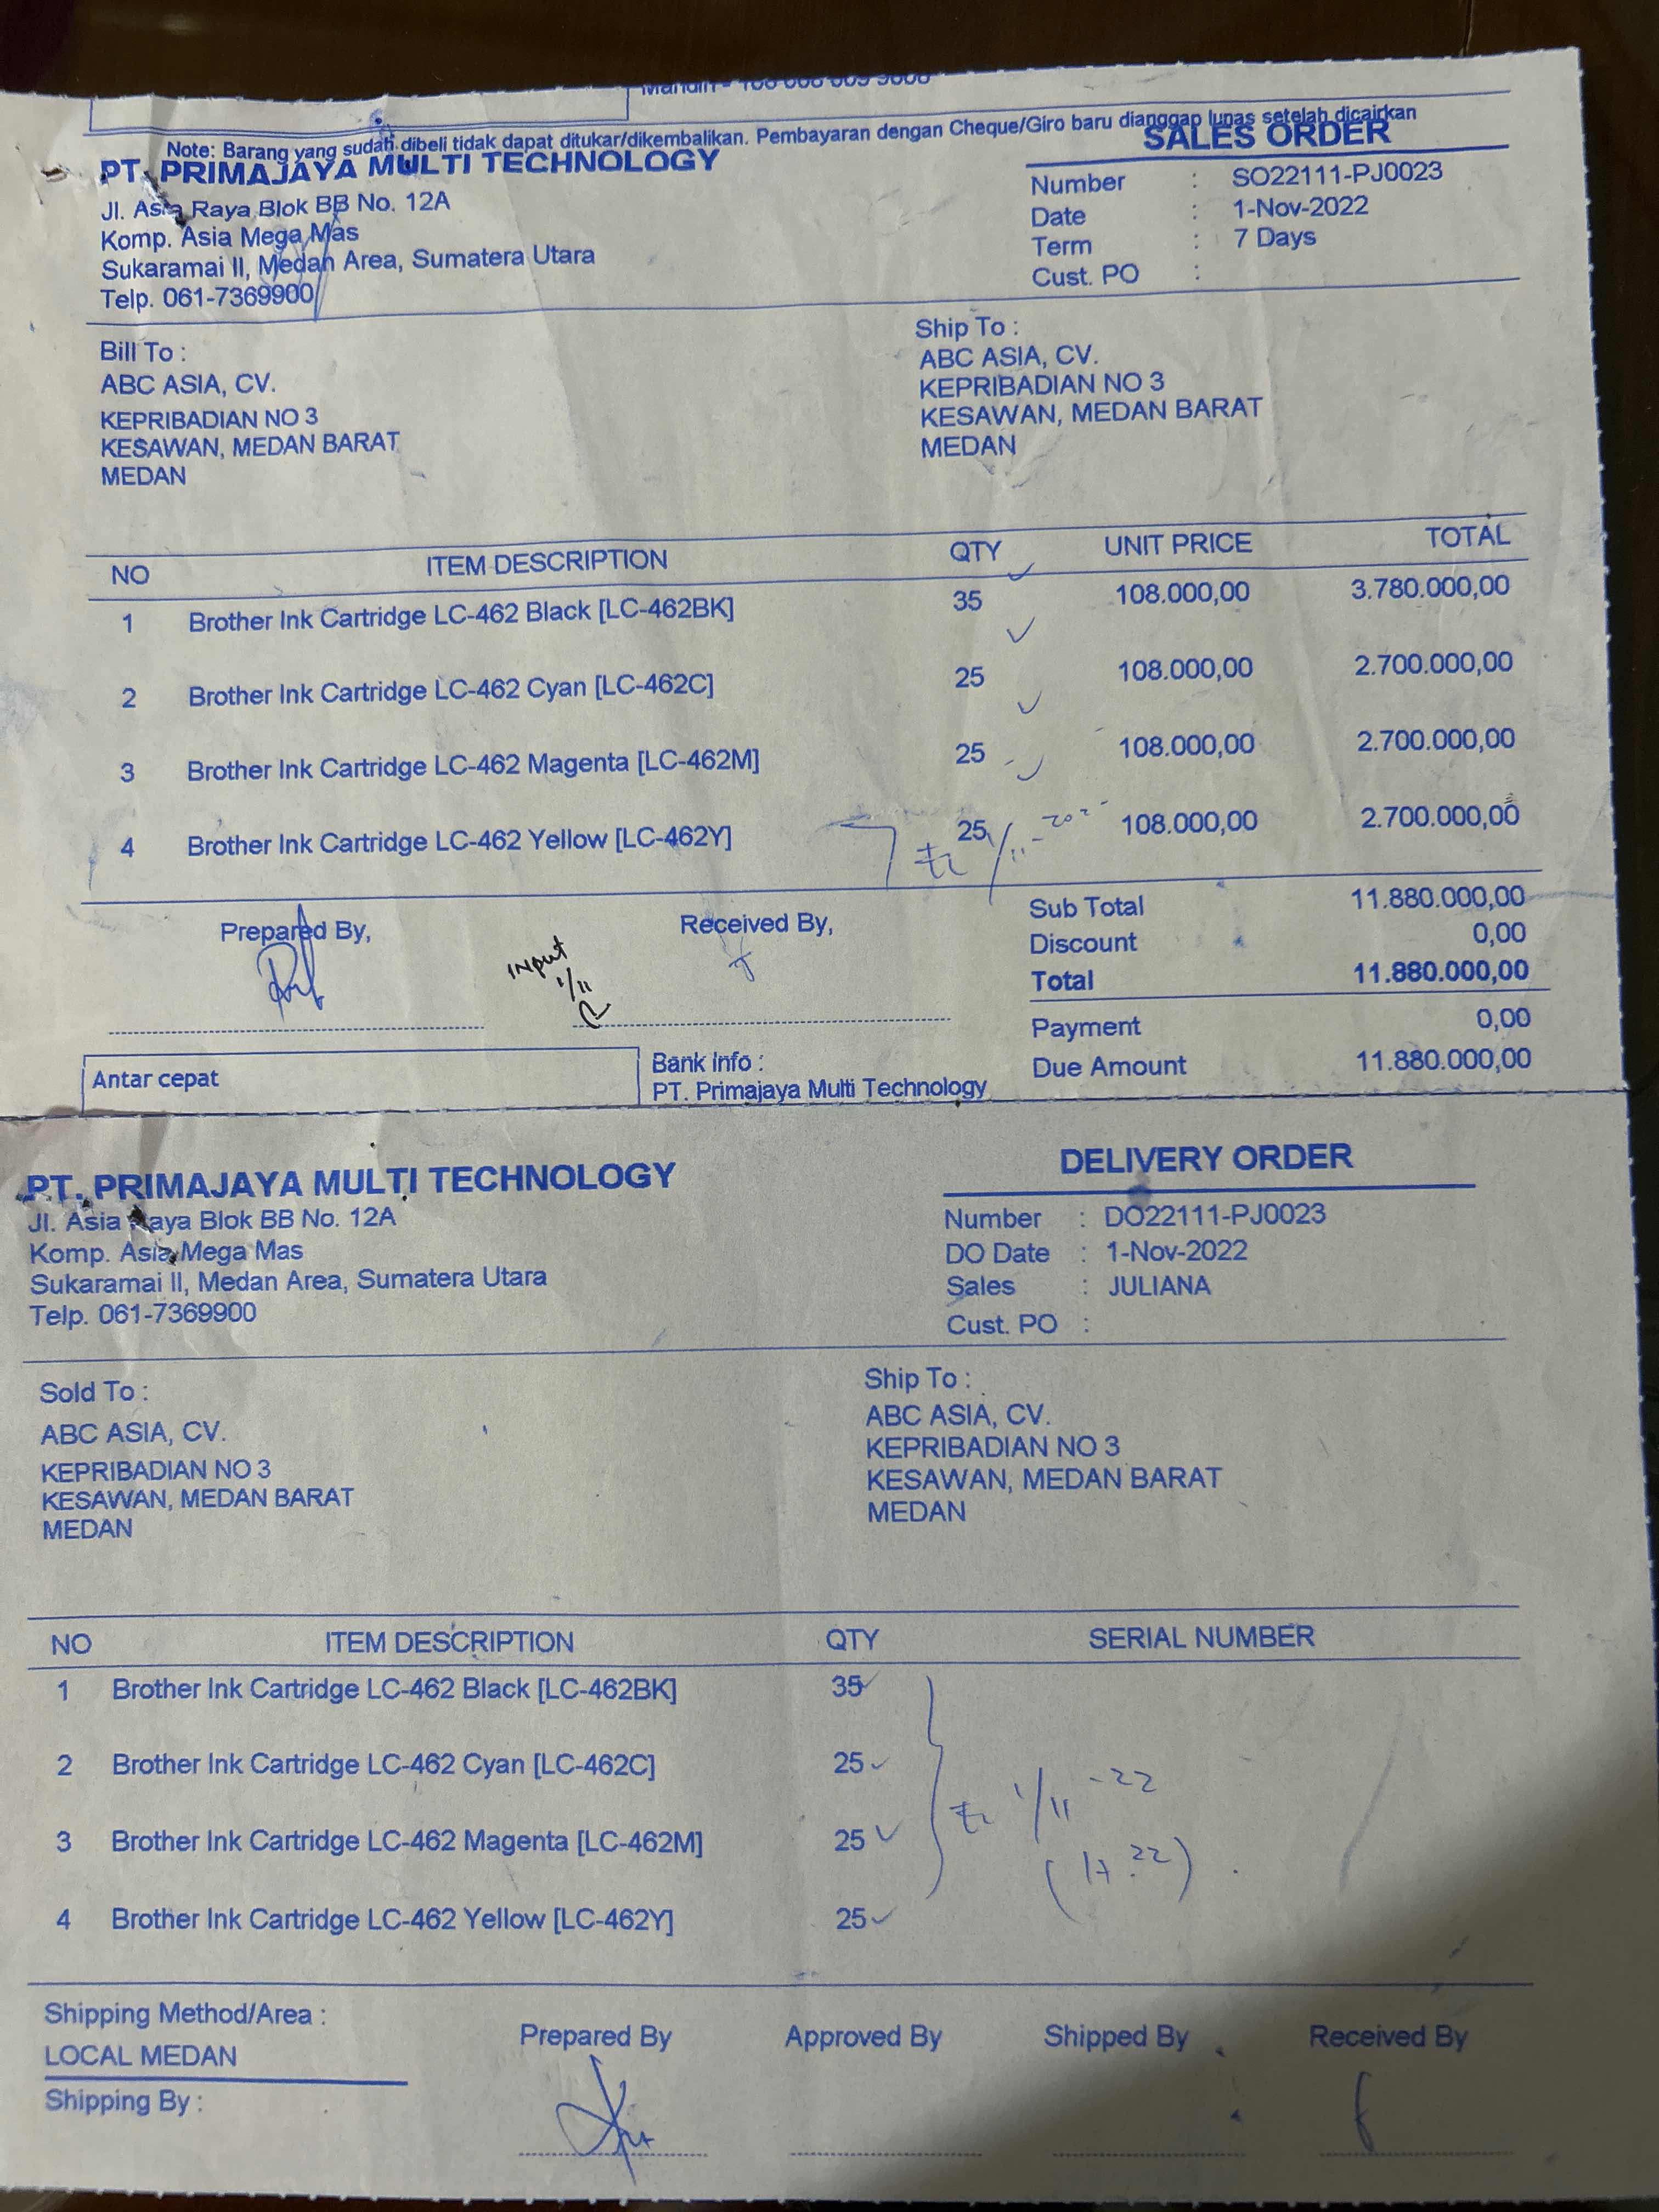 Note: Barang yang sudah dibeli tidak dapat ditukar/dikembalikan. Pembayaran dengan Cheque/Giro baru dianggap lunas setelah dicairkan
SALES ORDER
PT. PRIMAJAYA MULTI TECHNOLOGY
Jl. Asia Raya Blok BB No. 12A
Komp. Asia Mega Mas
Sukaramai II, Medan Area, Sumatera Utara
Telp. 061-7369900
Number : SO22111-PJ0023
Date : 1-Nov-2022
Term : 7 Days
Cust. PO :
Bill To :
ABC ASIA, CV.
KEPRIBADIAN NO 3
KESAWAN, MEDAN BARAT
MEDAN
Ship To :
ABC ASIA, CV.
KEPRIBADIAN NO 3
KESAWAN, MEDAN BARAT
MEDAN
NO ITEM DESCRIPTION QTY UNIT PRICE TOTAL
1 Brother Ink Cartridge LC-462 Black [LC-462BK] 35 108.000,00 3.780.000,00
2 Brother Ink Cartridge LC-462 Cyan [LC-462C] 25 108.000,00 2.700.000,00
3 Brother Ink Cartridge LC-462 Magenta [LC-462M] 25 108.000,00 2.700.000,00
4 Brother Ink Cartridge LC-462 Yellow [LC-462Y] 25 108.000,00 2.700.000,00
Prepared By,
Received By,
Input
1/11
Sub Total 11.880.000,00
Discount 0,00
Total 11.880.000,00
Payment 0,00
Due Amount 11.880.000,00
Antar cepat
Bank Info :
PT. Primajaya Multi Technology
PT. PRIMAJAYA MULTI TECHNOLOGY
Jl. Asia Raya Blok BB No. 12A
Komp. Asia Mega Mas
Sukaramai II, Medan Area, Sumatera Utara
Telp. 061-7369900
DELIVERY ORDER
Number : DO22111-PJ0023
DO Date : 1-Nov-2022
Sales : JULIANA
Cust. PO :
Sold To :
ABC ASIA, CV.
KEPRIBADIAN NO 3
KESAWAN, MEDAN BARAT
MEDAN
Ship To :
ABC ASIA, CV.
KEPRIBADIAN NO 3
KESAWAN, MEDAN BARAT
MEDAN
NO ITEM DESCRIPTION QTY SERIAL NUMBER
1 Brother Ink Cartridge LC-462 Black [LC-462BK] 35
2 Brother Ink Cartridge LC-462 Cyan [LC-462C] 25
3 Brother Ink Cartridge LC-462 Magenta [LC-462M] 25
4 Brother Ink Cartridge LC-462 Yellow [LC-462Y] 25
1/11 -22
Shipping Method/Area :
LOCAL MEDAN
Shipping By :
Prepared By
Approved By
Shipped By
Received By